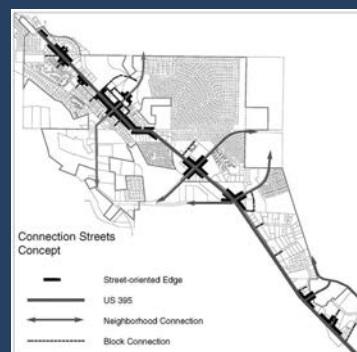 Connection Streets
Concept
Street-oriented Edge
US 395
Neighborhood Connection
Block Connection